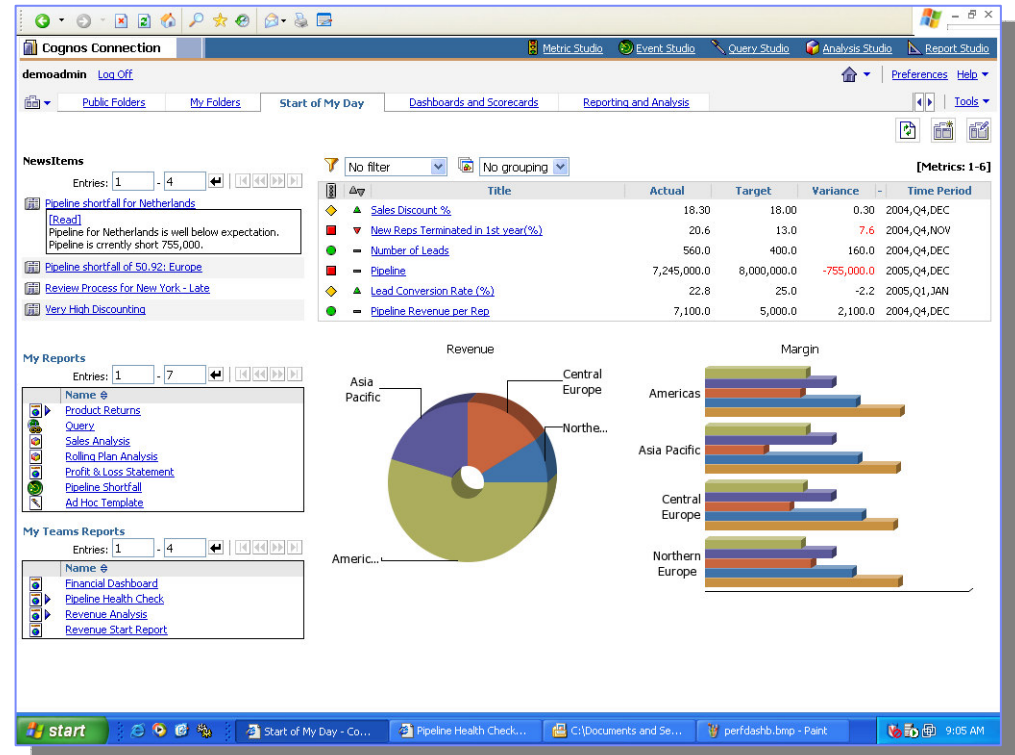 Cognos Connection
Metric Studio Event Studio Query Studio Analysis Studio Report Studio
demoadmin Log Off
Preferences Help
Public Folders My Folders Start of My Day Dashboards and Scorecards Reporting and Analysis
Tools
NewsItems
Entries: 1 - 4
Pipeline shortfall for Netherlands
[Read]
Pipeline for Netherlands is well below expectation.
Pipeline is crrently short 755,000.
Pipeline shortfall of 50.92: Europe
Review Process for New York - Late
Very High Discounting
No filter No grouping [Metrics: 1-6]
Title Actual Target Variance - Time Period
Sales Discount % 18.30 18.00 0.30 2004,Q4,DEC
New Reps Terminated in 1st year(%) 20.6 13.0 7.6 2004,Q4,NOV
Number of Leads 560.0 400.0 160.0 2004,Q4,DEC
Pipeline 7,245,000.0 8,000,000.0 -755,000.0 2005,Q4,DEC
Lead Conversion Rate (%) 22.8 25.0 -2.2 2005,Q1,JAN
Pipeline Revenue per Rep 7,100.0 5,000.0 2,100.0 2004,Q4,DEC
My Reports
Entries: 1 - 7
Name
Product Returns
Query
Sales Analysis
Rolling Plan Analysis
Profit & Loss Statement
Pipeline Shortfall
Ad Hoc Template
My Teams Reports
Entries: 1 - 4
Name
Financial Dashboard
Pipeline Health Check
Revenue Analysis
Revenue Start Report
Revenue
Asia
Pacific
Central
Europe
Northe...
Americ...
Margin
Americas
Asia Pacific
Central
Europe
Northern
Europe
start Start of My Day - Co... Pipeline Health Check... C:\Documents and Se... perfdashb.bmp - Paint 9:05 AM